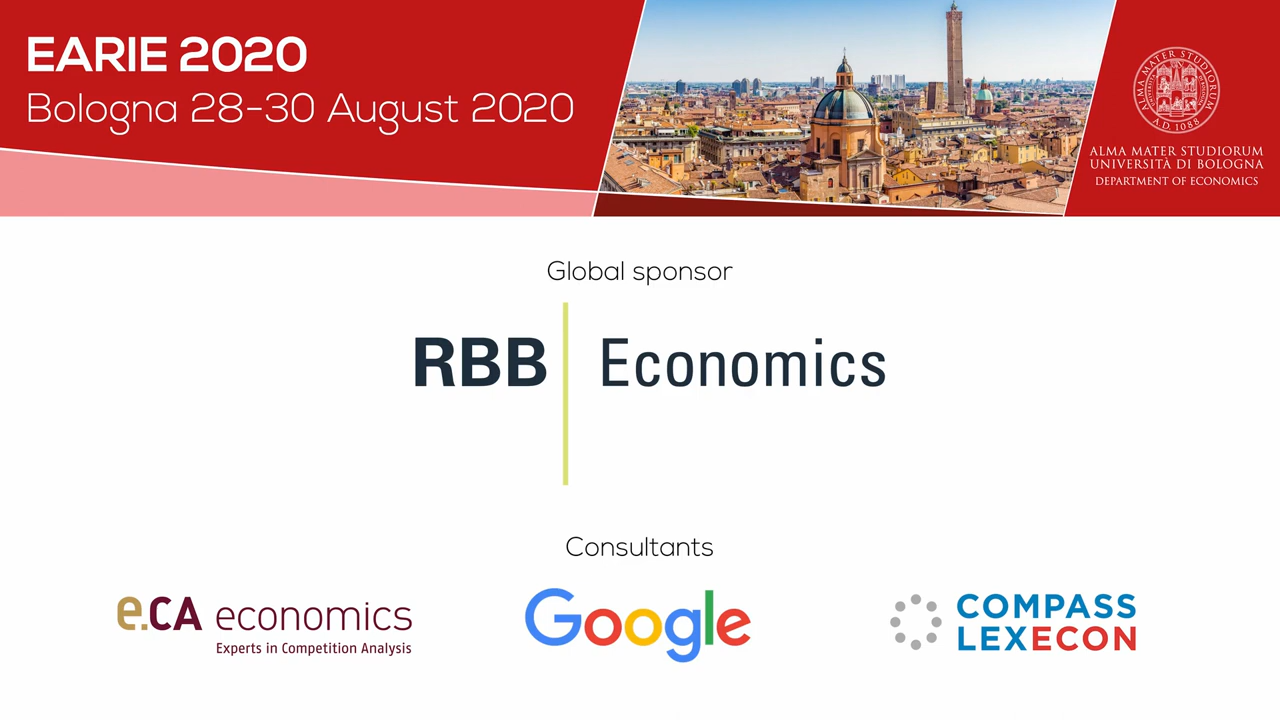 EARIE 2020
Bologna 28-30 August 2020
ALMA MATER STUDIORUM
A.D. 1088
ALMA MATER STUDIORUM
UNIVERSITÀ DI BOLOGNA
DEPARTMENT OF ECONOMICS
Global sponsor
RBB Economics
Consultants
e.CA economics
Experts in Competition Analysis
Google
COMPASS
LEXECON